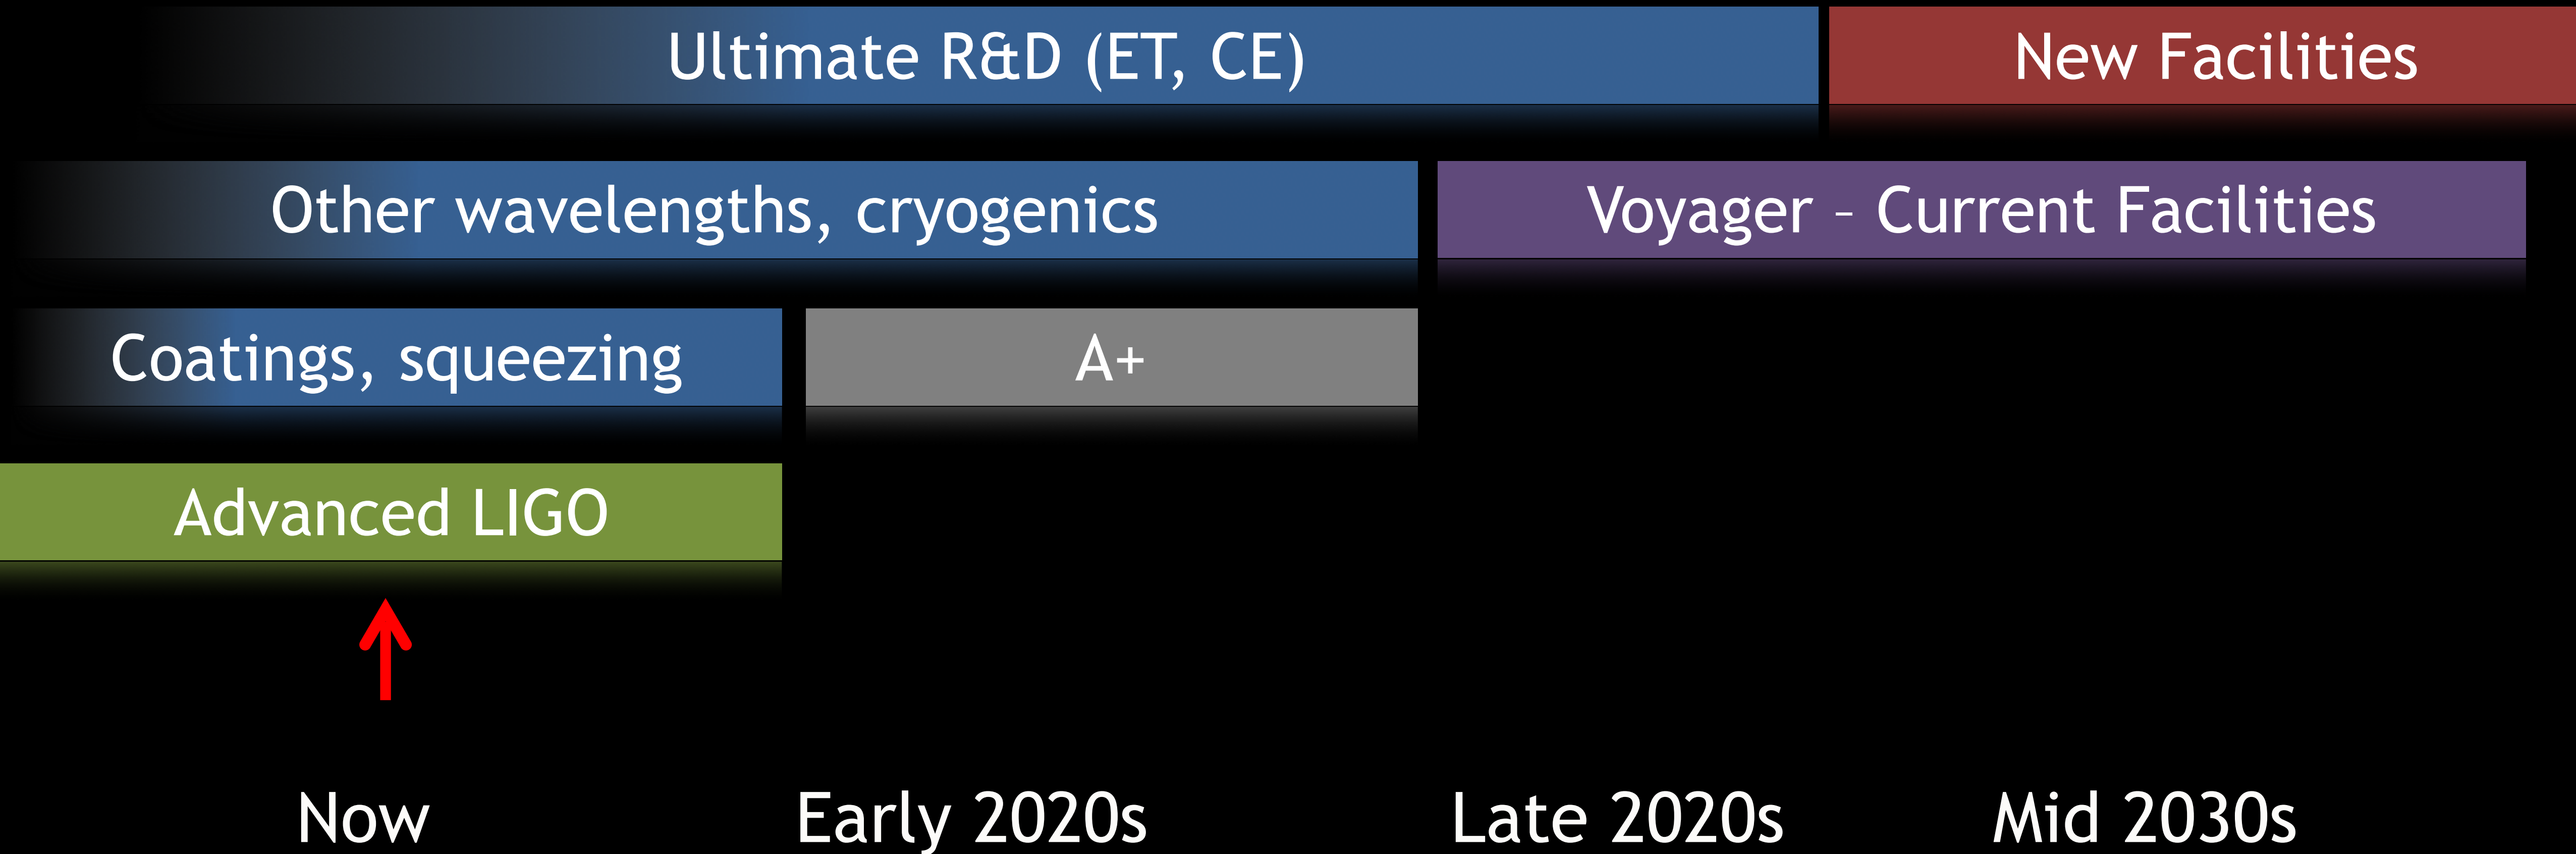 Ultimate R&D (ET, CE)
New Facilities
Other wavelengths, cryogenics
Voyager – Current Facilities
Coatings, squeezing
A+
Advanced LIGO
Now
Early 2020s
Late 2020s
Mid 2030s